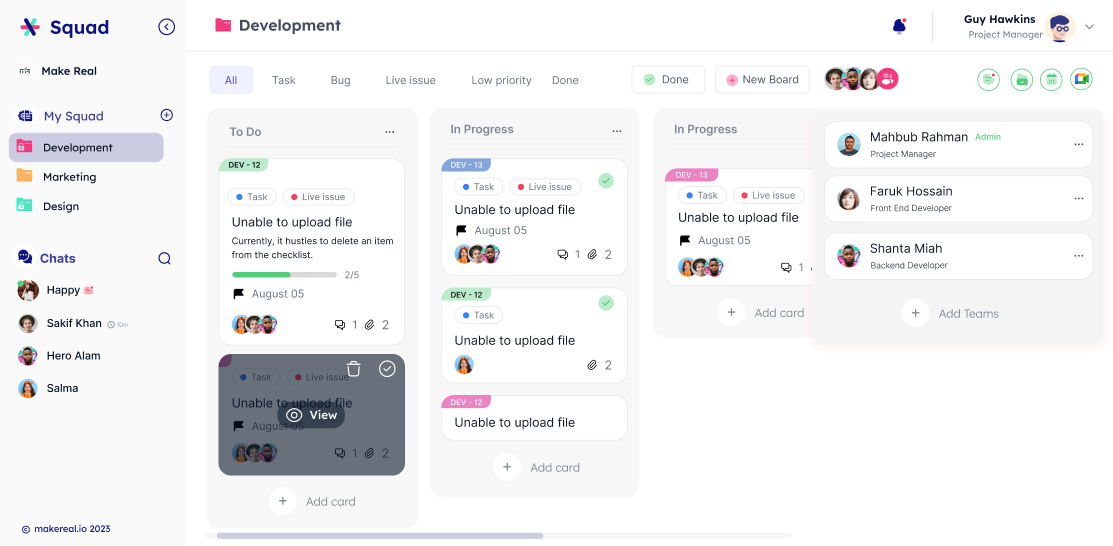 Squad
Make Real
My Squad
Development
Marketing
Design
Chats
Happy
Sakif Khan 10m
Hero Alam
Salma
© makereal.io 2023
Development
Guy Hawkins
Project Manager
All
Task
Bug
Live issue
Low priority
Done
Done
New Board
To Do
DEV - 12
Task
Live issue
Unable to upload file
Currently, it hustles to delete an item
from the checklist.
2/5
August 05
1
2
Task
Live issue
Unable to upload file
View
August 05
1
2
Add card
In Progress
DEV - 13
Task
Live issue
Unable to upload file
August 05
1
2
DEV - 12
Task
Unable to upload file
2
DEV - 12
Unable to upload file
Add card
In Progress
DEV - 13
Task
Live issue
Unable to upload file
August 05
1
Add card
Mahbub Rahman Admin
Project Manager
Faruk Hossain
Front End Developer
Shanta Miah
Backend Developer
Add Teams